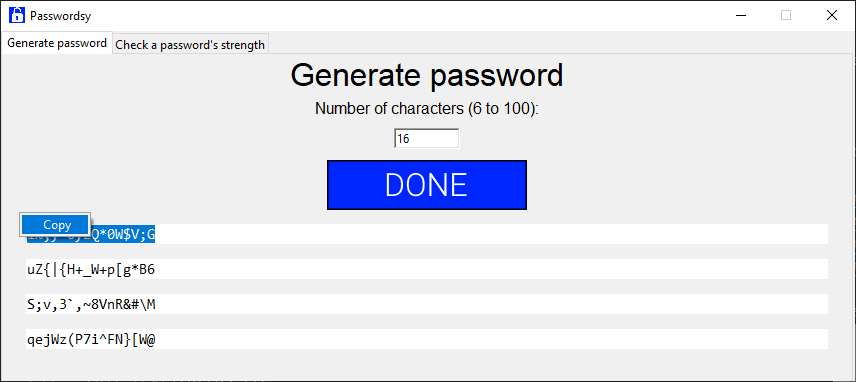 Passwordsy
Generate password Check a password's strength
Generate password
Number of characters (6 to 100):
16
DONE
Copy
Q*0W$V;G
uZ{|{H+_W+p[g*B6
S;v,3`,~8VnR&#\M
qejWz(P7i^FN}[W@